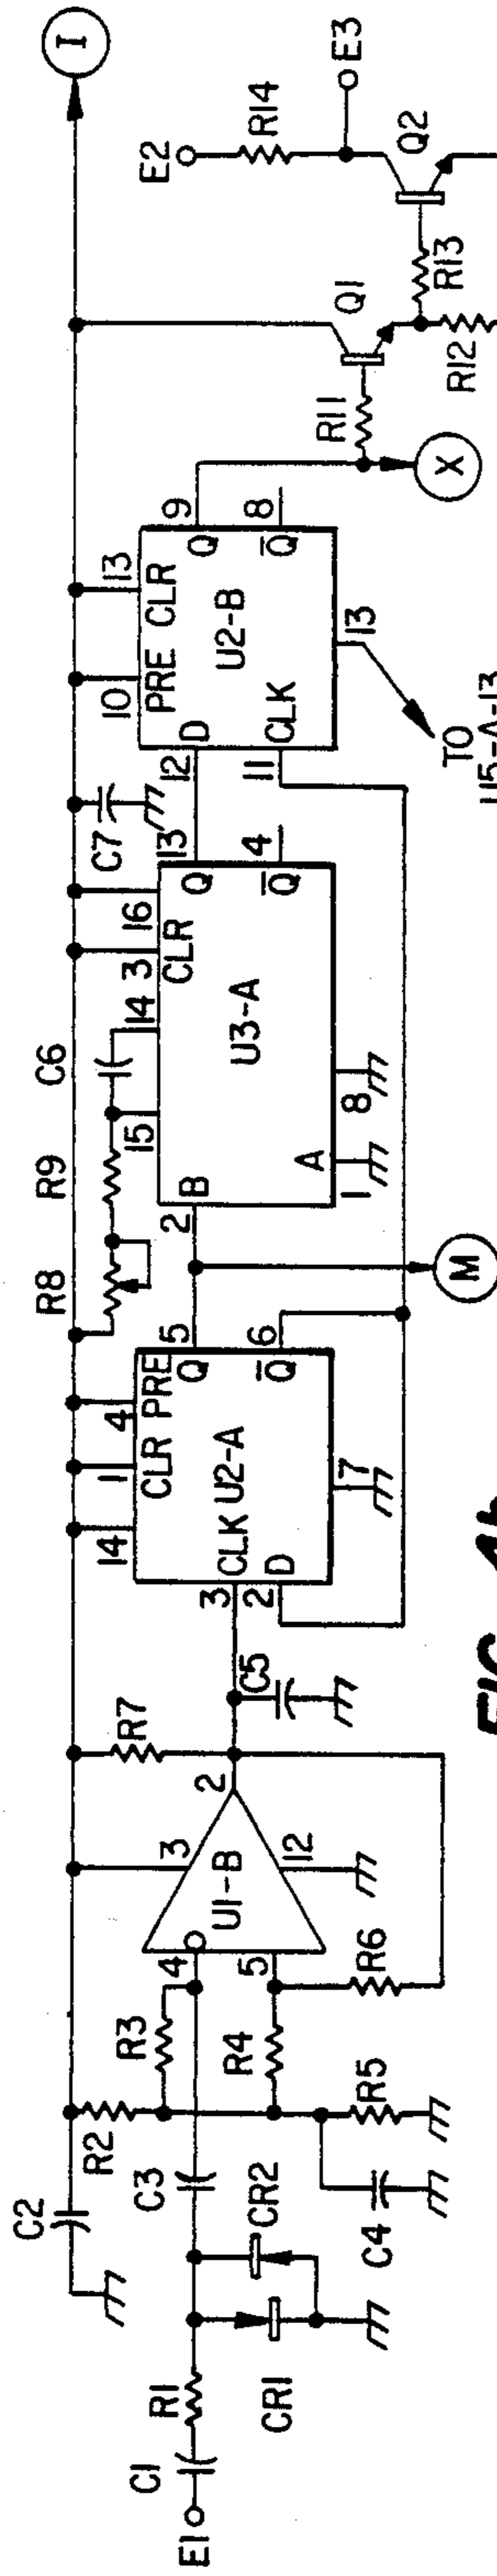 E1
C1
R1
CR1
CR2
C2
R2
C3
R3
R4
C4
R5
R6
4
5
U1-B
3
12
2
R7
C5
14
1
4
CLR
PRE
3
CLK
U2-A
2
D
Q
5
Q̅
6
7
M
R8
R9
C6
15
14
3
16
CLR
2
B
U3-A
A
1
8
Q
13
Q̅
4
C7
10
13
PRE
CLR
12
D
U2-B
11
CLK
Q
9
Q̅
8
13
TO
U5-A-13
X
R11
Q1
R12
R13
E2
R14
E3
Q2
I
FIG. 4b